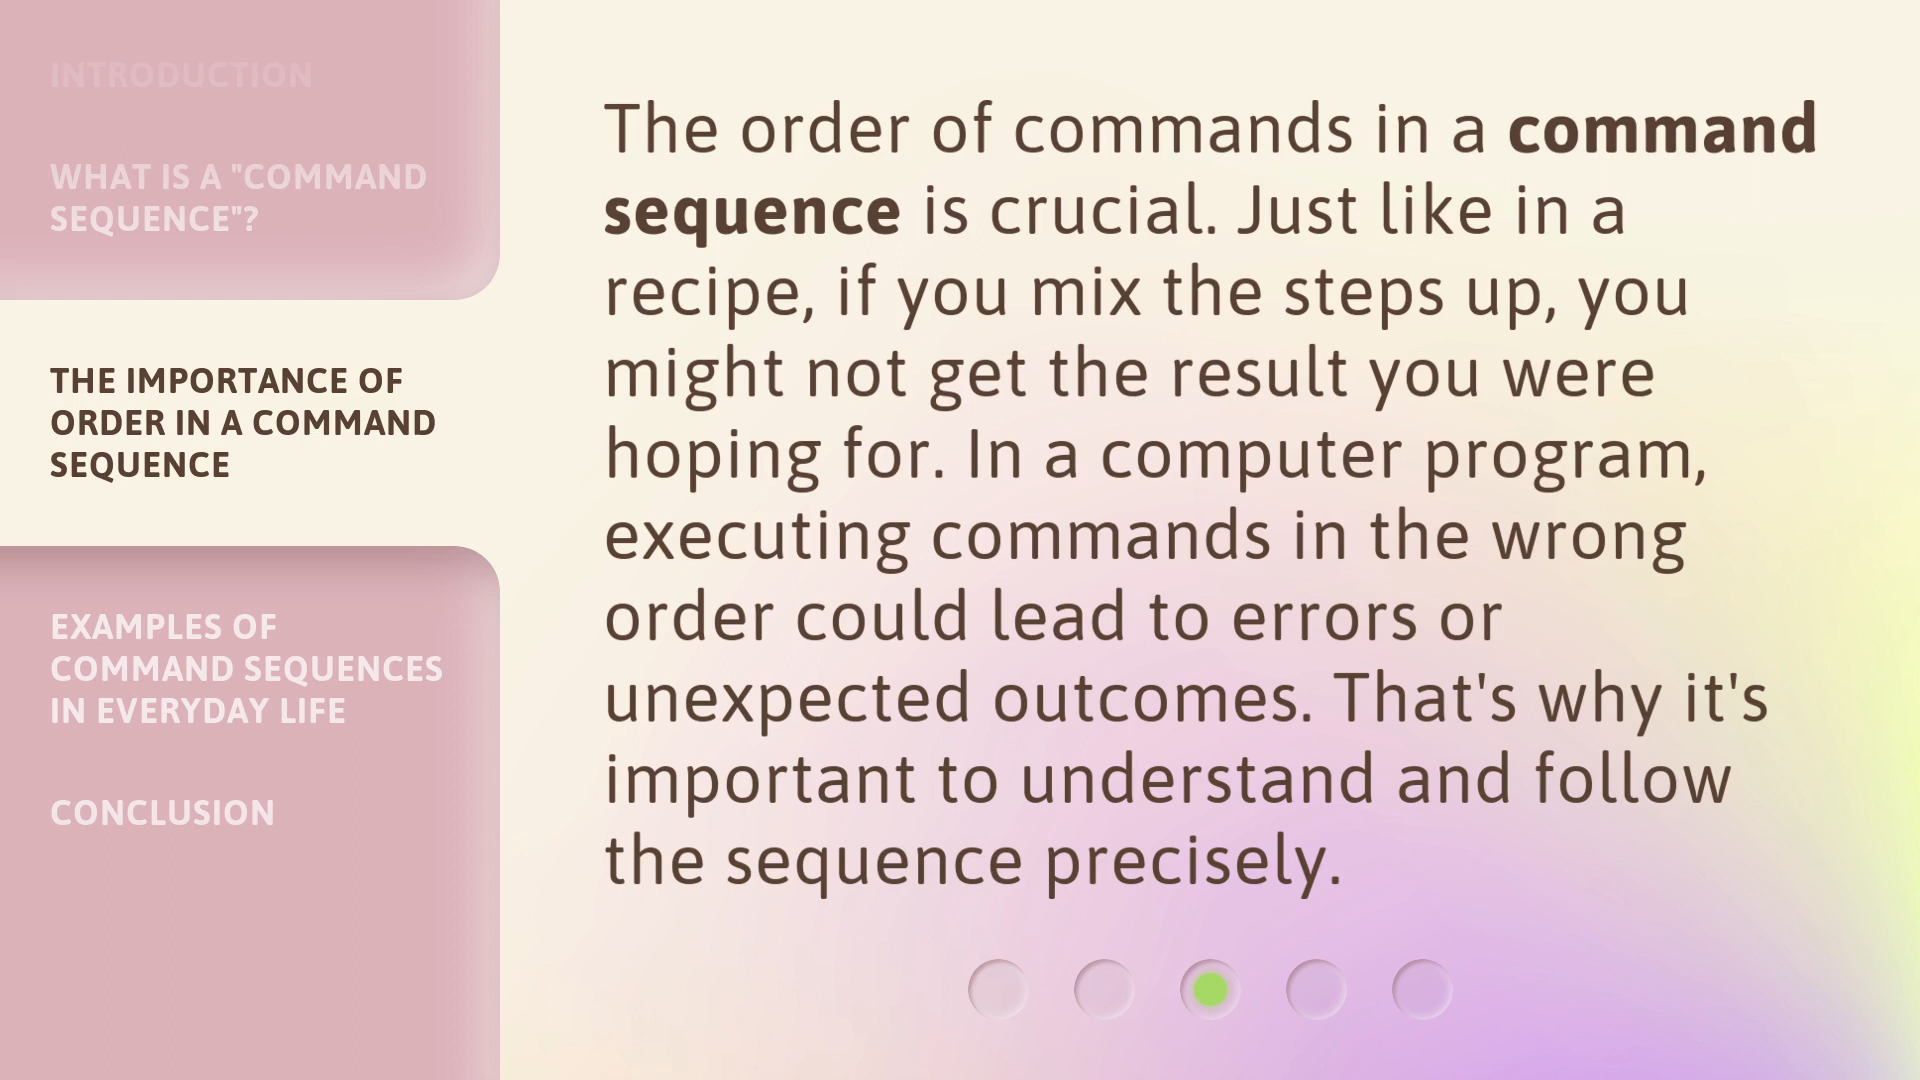 INTRODUCTION
WHAT IS A "COMMAND
SEQUENCE"?
THE IMPORTANCE OF
ORDER IN A COMMAND
SEQUENCE
EXAMPLES OF
COMMAND SEQUENCES
IN EVERYDAY LIFE
CONCLUSION
The order of commands in a command
sequence is crucial. Just like in a
recipe, if you mix the steps up, you
might not get the result you were
hoping for. In a computer program,
executing commands in the wrong
order could lead to errors or
unexpected outcomes. That's why it's
important to understand and follow
the sequence precisely.